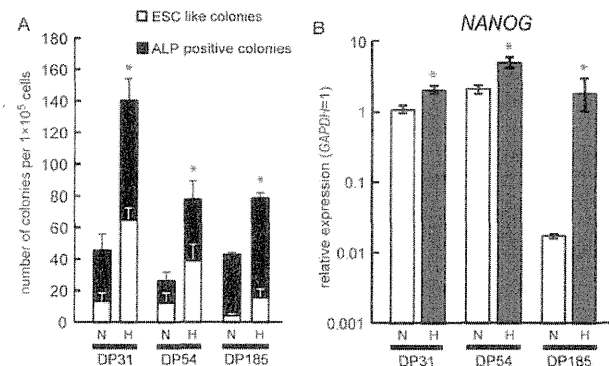 A
ESC like colonies
ALP positive colonies
number of colonies per 1×10⁵ cells
180
160
140
120
100
80
60
40
20
0
*
*
*
N H N H N H
DP31 DP54 DP185
B
NANOG
relative expression (GAPDH=1)
10
1
0.1
0.01
0.001
*
*
*
N H N H N H
DP31 DP54 DP185